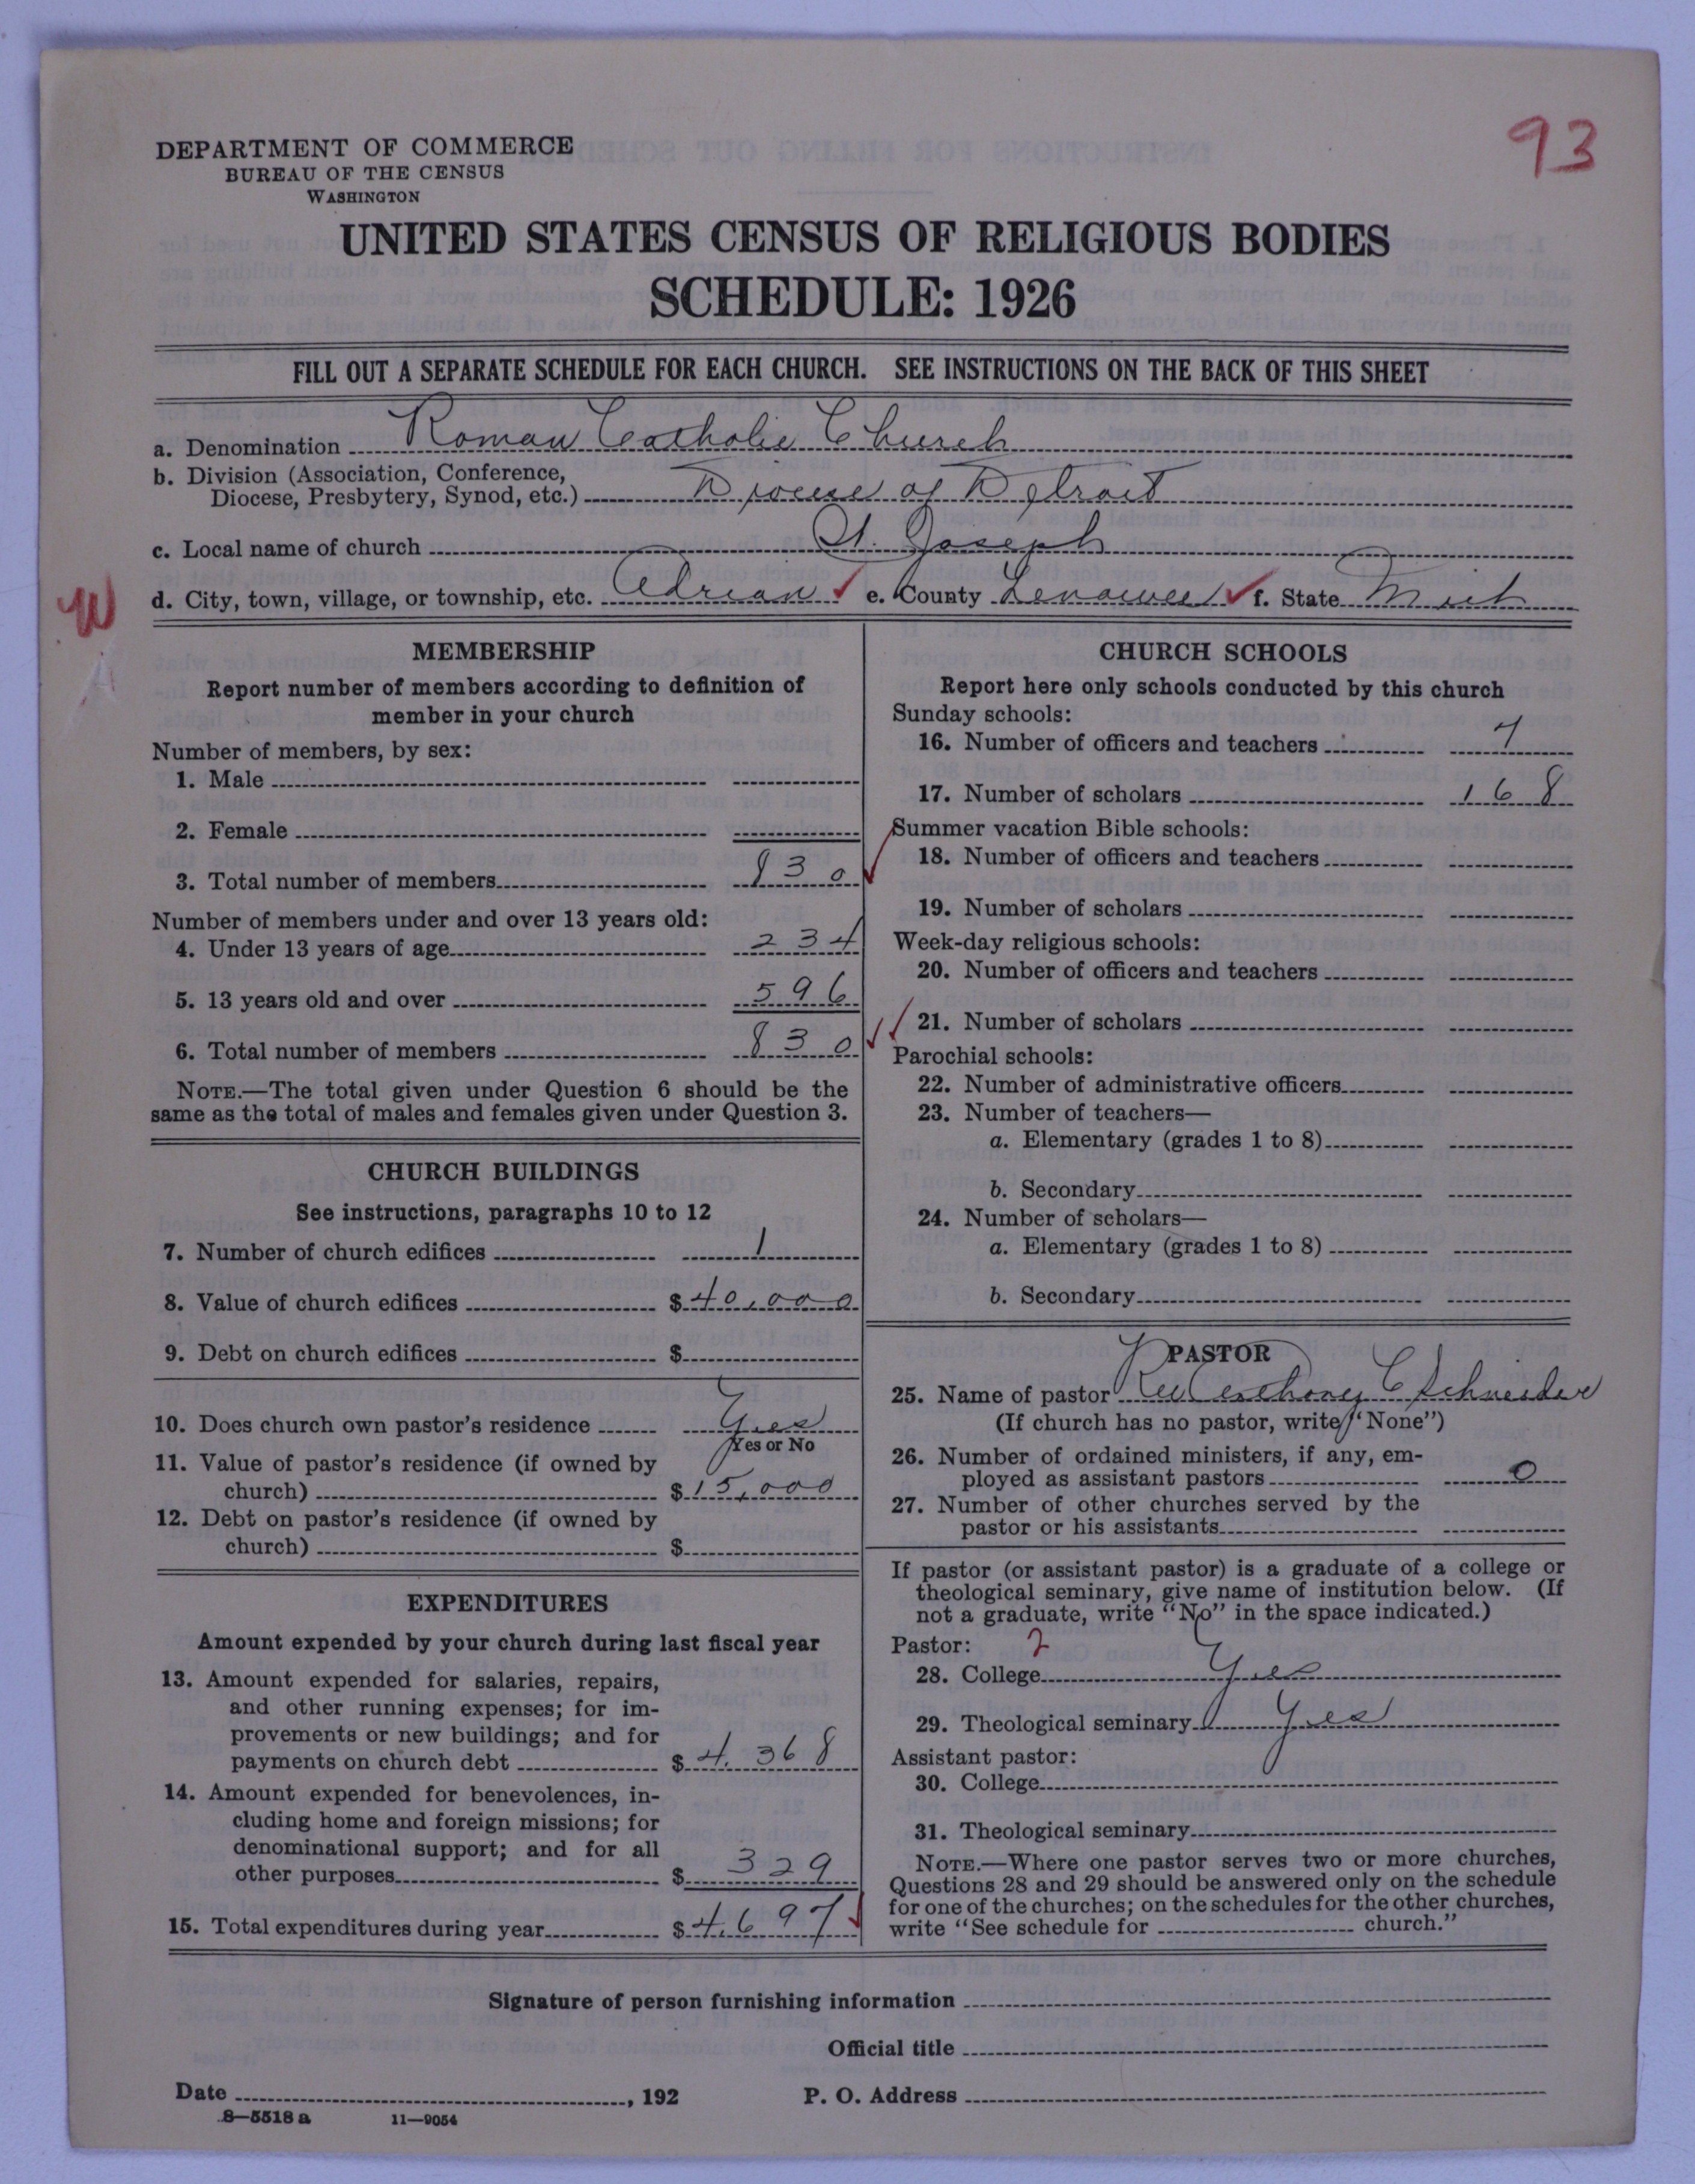 93
DEPARTMENT OF COMMERCE
BUREAU OF THE CENSUS
WASHINGTON
UNITED STATES CENSUS OF RELIGIOUS BODIES
SCHEDULE: 1926
FILL OUT A SEPARATE SCHEDULE FOR EACH CHURCH. SEE INSTRUCTIONS ON THE BACK OF THIS SHEET
a. Denomination Roman Catholic Church
b. Division (Association, Conference,
Diocese, Presbytery, Synod, etc.) Diocese of Detroit
c. Local name of church St. Joseph
W
d. City, town, village, or township, etc. Adrian e. County Lenawee f. State Mich
MEMBERSHIP
Report number of members according to definition of
member in your church
Number of members, by sex:
1. Male
2. Female
3. Total number of members 830
Number of members under and over 13 years old:
4. Under 13 years of age 234
5. 13 years old and over 596
6. Total number of members 830
NOTE.—The total given under Question 6 should be the
same as the total of males and females given under Question 3.
CHURCH BUILDINGS
See instructions, paragraphs 10 to 12
7. Number of church edifices 1
8. Value of church edifices $ 40,000
9. Debt on church edifices $
10. Does church own pastor's residence Yes
Yes or No
11. Value of pastor's residence (if owned by
church) $ 15,000
12. Debt on pastor's residence (if owned by
church) $
EXPENDITURES
Amount expended by your church during last fiscal year
13. Amount expended for salaries, repairs,
and other running expenses; for im-
provements or new buildings; and for
payments on church debt $ 4,368
14. Amount expended for benevolences, in-
cluding home and foreign missions; for
denominational support; and for all
other purposes $ 329
15. Total expenditures during year $ 4,697
CHURCH SCHOOLS
Report here only schools conducted by this church
Sunday schools:
16. Number of officers and teachers 7
17. Number of scholars 168
Summer vacation Bible schools:
18. Number of officers and teachers
19. Number of scholars
Week-day religious schools:
20. Number of officers and teachers
21. Number of scholars
Parochial schools:
22. Number of administrative officers
23. Number of teachers—
a. Elementary (grades 1 to 8)
b. Secondary
24. Number of scholars—
a. Elementary (grades 1 to 8)
b. Secondary
PASTOR
25. Name of pastor Rev Anthony C Schneider
(If church has no pastor, write "None")
26. Number of ordained ministers, if any, em-
ployed as assistant pastors 0
27. Number of other churches served by the
pastor or his assistants
If pastor (or assistant pastor) is a graduate of a college or
theological seminary, give name of institution below. (If
not a graduate, write "No" in the space indicated.)
Pastor: 2
28. College Yes
29. Theological seminary Yes
Assistant pastor:
30. College
31. Theological seminary
NOTE.—Where one pastor serves two or more churches,
Questions 28 and 29 should be answered only on the schedule
for one of the churches; on the schedules for the other churches,
write "See schedule for church."
Signature of person furnishing information
Official title
Date , 192 P. O. Address
8—5518 a 11—9054